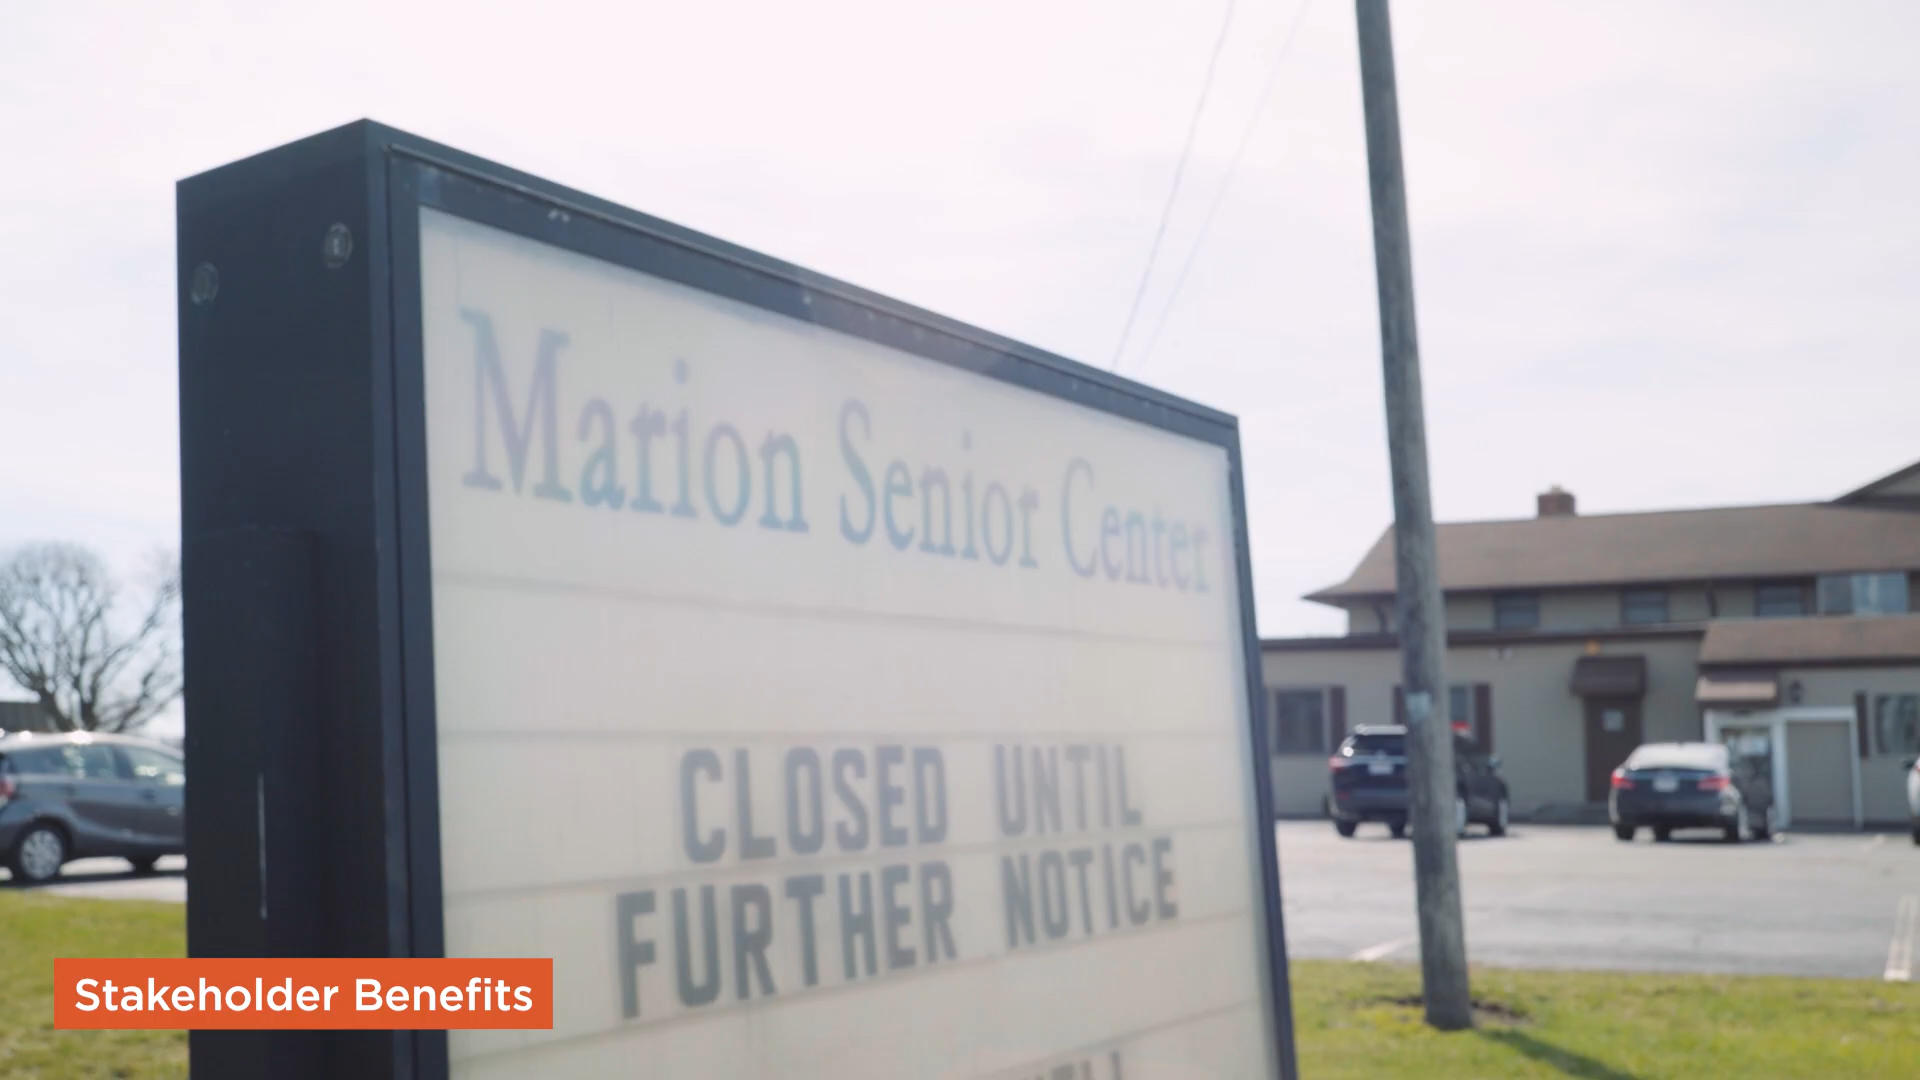 Marion Senior Center
CLOSED UNTIL
FURTHER NOTICE
Stakeholder Benefits